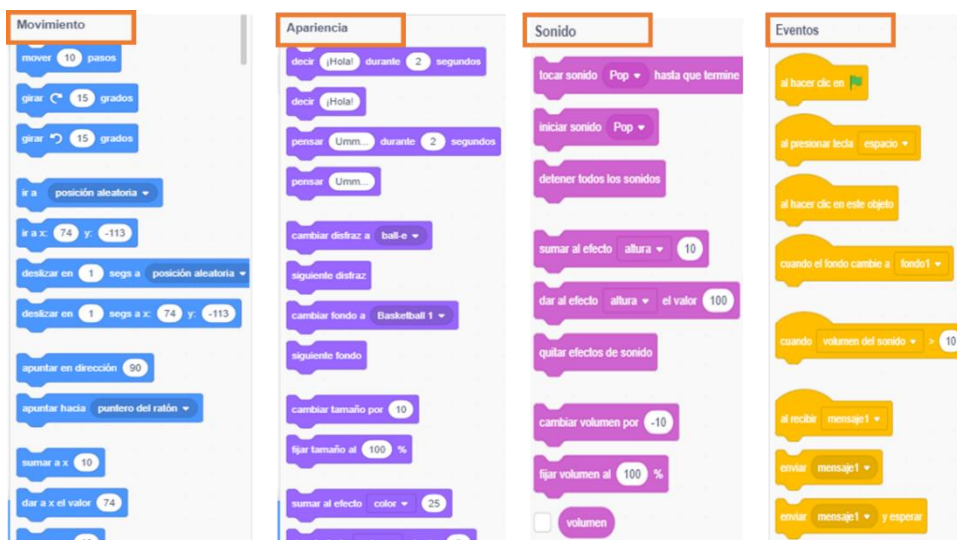 Movimiento
mover 10 pasos
girar 15 grados
girar 15 grados
ir a posición aleatoria
ir a x: 74 y: -113
deslizar en 1 segs a posición aleatoria
deslizar en 1 segs a x: 74 y: -113
apuntar en dirección 90
apuntar hacia puntero del ratón
sumar a x 10
dar a x el valor 74
Apariencia
decir ¡Hola! durante 2 segundos
decir ¡Hola!
pensar Umm... durante 2 segundos
pensar Umm...
cambiar disfraz a ball-e
siguiente disfraz
cambiar fondo a Basketball 1
siguiente fondo
cambiar tamaño por 10
fijar tamaño al 100 %
sumar al efecto color 25
Sonido
tocar sonido Pop hasta que termine
iniciar sonido Pop
detener todos los sonidos
sumar al efecto altura 10
dar al efecto altura el valor 100
quitar efectos de sonido
cambiar volumen por -10
fijar volumen al 100 %
volumen
Eventos
al hacer clic en
al presionar tecla espacio
al hacer clic en este objeto
cuando el fondo cambie a fondo1
cuando volumen del sonido > 10
al recibir mensaje1
enviar mensaje1
enviar mensaje1 y esperar